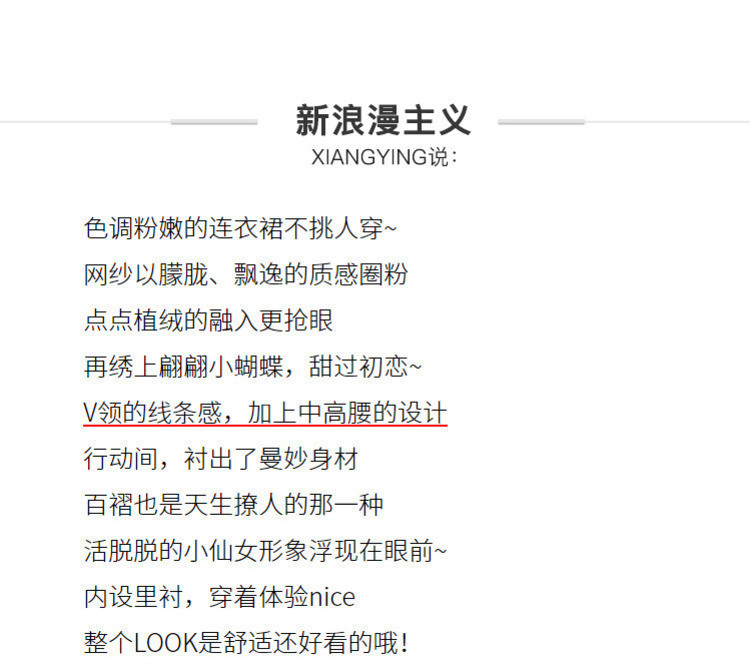 新浪漫主义
XIANGYING说：
色调粉嫩的连衣裙不挑人穿~
网纱以朦胧、飘逸的质感圈粉
点点植绒的融入更抢眼
再绣上翩翩小蝴蝶，甜过初恋~
V领的线条感，加上中高腰的设计
行动间，衬出了曼妙身材
百褶也是天生撩人的那一种
活脱脱的小仙女形象浮现在眼前~
内设里衬，穿着体验nice
整个LOOK是舒适还好看的哦！